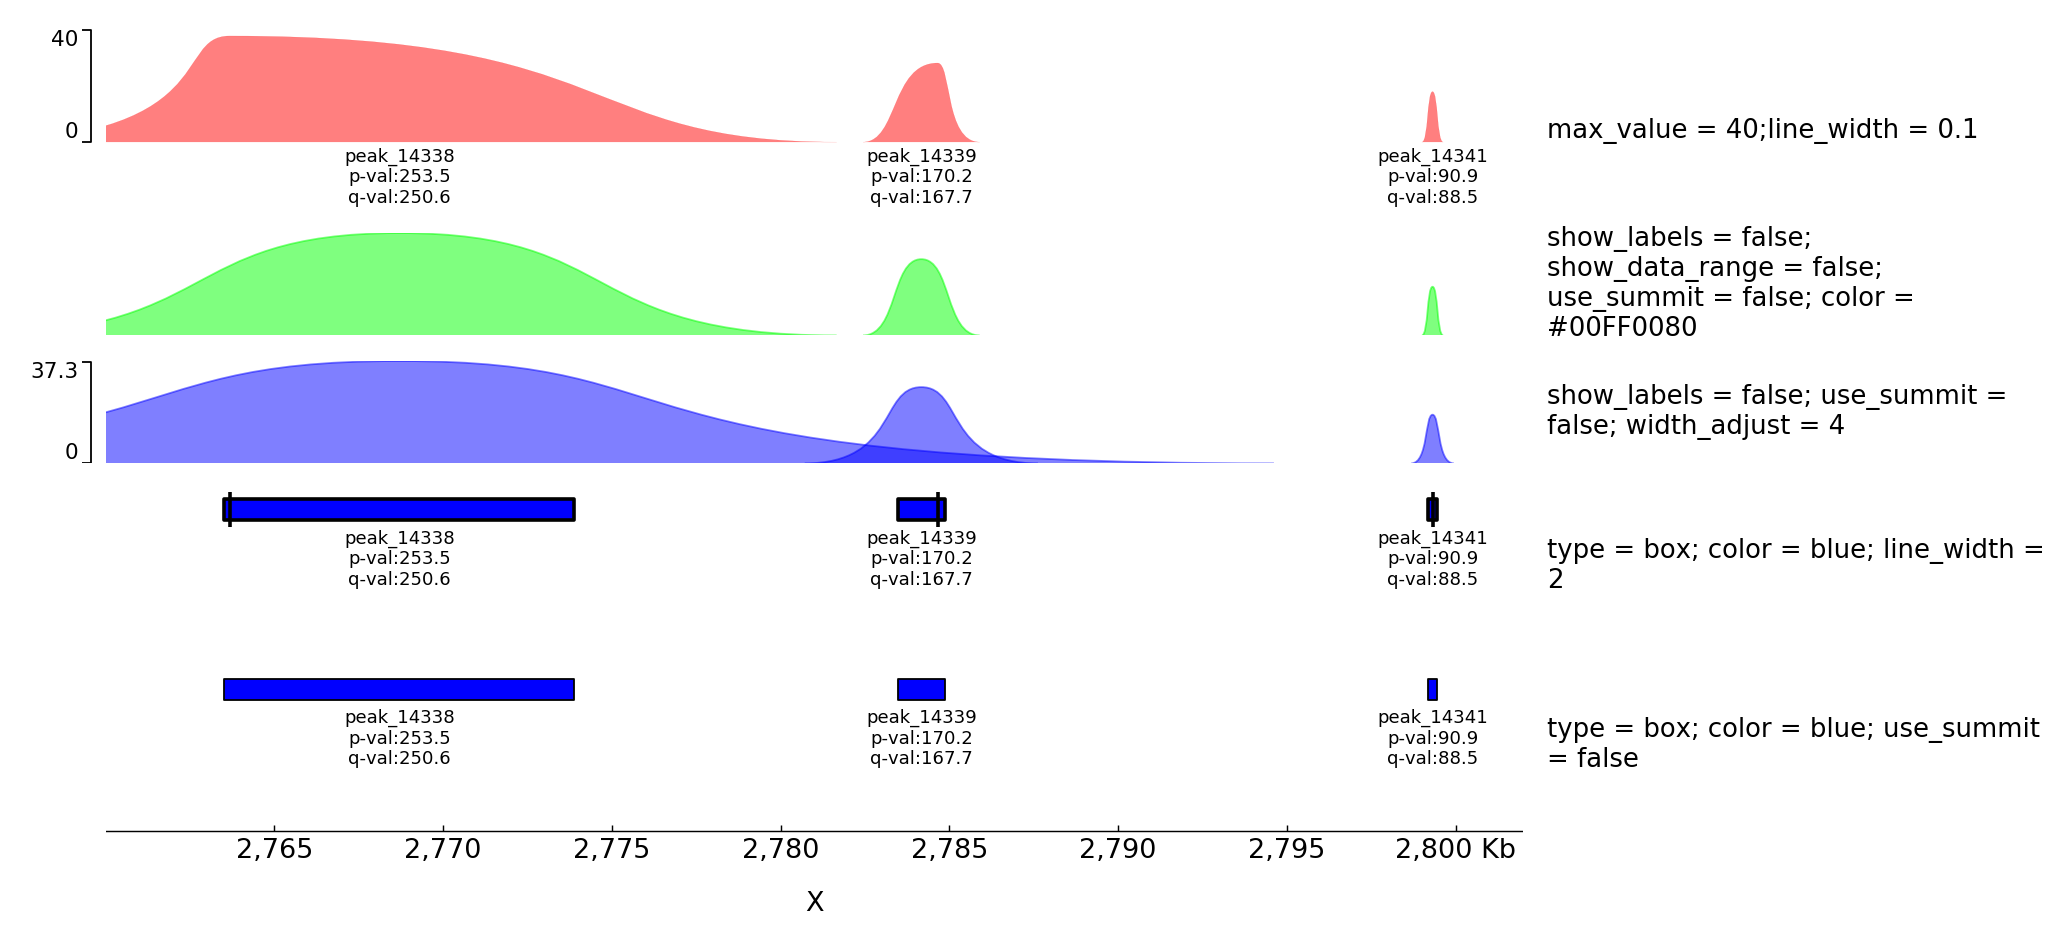 40
0
max_value = 40;line_width = 0.1
peak_14338
p-val:253.5
q-val:250.6
peak_14339
p-val:170.2
q-val:167.7
peak_14341
p-val:90.9
q-val:88.5
show_labels = false;
show_data_range = false;
use_summit = false; color =
#00FF0080
37.3
0
show_labels = false; use_summit =
false; width_adjust = 4
peak_14338
p-val:253.5
q-val:250.6
peak_14339
p-val:170.2
q-val:167.7
peak_14341
p-val:90.9
q-val:88.5
type = box; color = blue; line_width =
2
peak_14338
p-val:253.5
q-val:250.6
peak_14339
p-val:170.2
q-val:167.7
peak_14341
p-val:90.9
q-val:88.5
type = box; color = blue; use_summit
= false
2,765 2,770 2,775 2,780 2,785 2,790 2,795 2,800 Kb
X